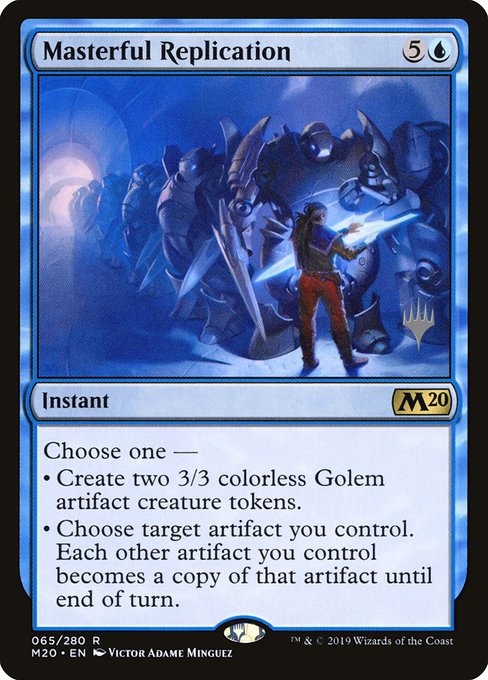 Masterful Replication 5
Instant M20
Choose one —
• Create two 3/3 colorless Golem
artifact creature tokens.
• Choose target artifact you control.
Each other artifact you control
becomes a copy of that artifact until
end of turn.
065/280 R ™ & © 2019 Wizards of the Coast
M20 • EN Victor Adame Minguez